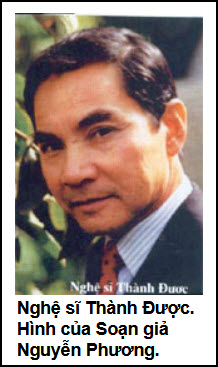 Nghệ sĩ Thành Được
Nghệ sĩ Thành Được.
Hình của Soạn giả
Nguyễn Phương.